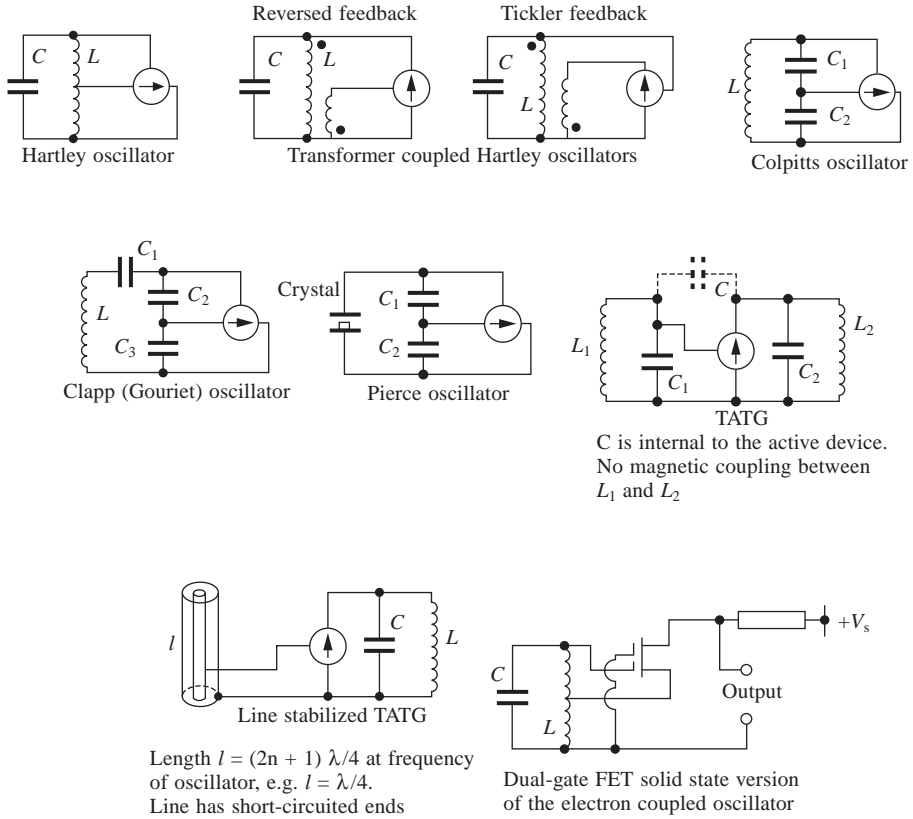 Reversed feedback
Tickler feedback
C
L
Hartley oscillator
C
L
C
L
Transformer coupled Hartley oscillators
L
C1
C2
Colpitts oscillator
C1
C2
L
C3
Clapp (Gouriet) oscillator
Crystal
C1
C2
Pierce oscillator
C
L1
L2
C1
C2
TATG
C is internal to the active device.
No magnetic coupling between
L1 and L2
l
C
L
Line stabilized TATG
Length l = (2n + 1) λ/4 at frequency
of oscillator, e.g. l = λ/4.
Line has short-circuited ends
+Vs
C
L
Output
Dual-gate FET solid state version
of the electron coupled oscillator